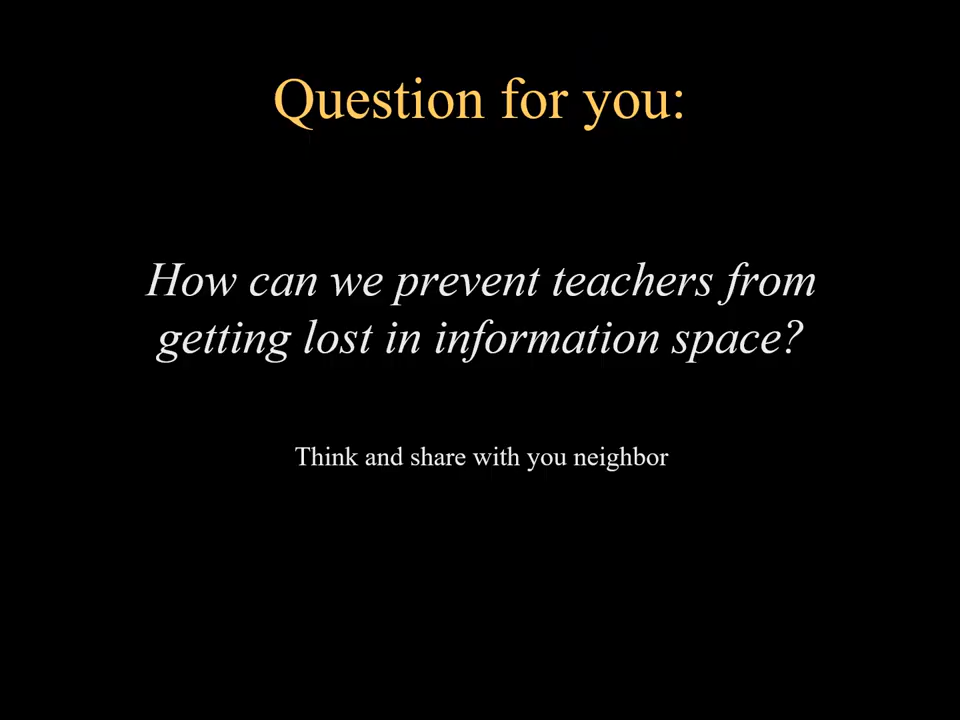 Question for you:
How can we prevent teachers from
getting lost in information space?
Think and share with you neighbor